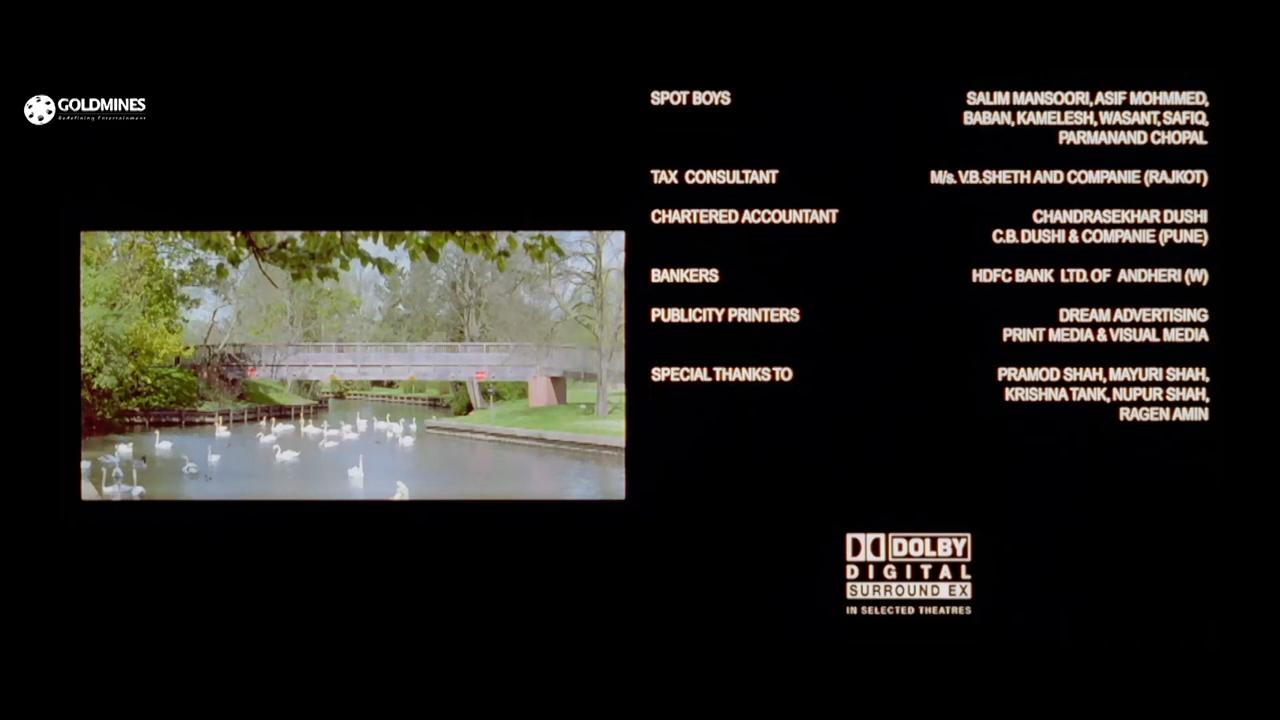 GOLDMINES
Redefining Entertainment
SPOT BOYS
SALIM MANSOORI, ASIF MOHMMED,
BABAN, KAMELESH, WASANT, SAFIQ,
PARMANAND CHOPAL
TAX CONSULTANT
M/s. V.B.SHETH AND COMPANIE (RAJKOT)
CHARTERED ACCOUNTANT
CHANDRASEKHAR DUSHI
C.B. DUSHI & COMPANIE (PUNE)
BANKERS
HDFC BANK LTD. OF ANDHERI (W)
PUBLICITY PRINTERS
DREAM ADVERTISING
PRINT MEDIA & VISUAL MEDIA
SPECIAL THANKS TO
PRAMOD SHAH, MAYURI SHAH,
KRISHNA TANK, NUPUR SHAH,
RAGEN AMIN
DOLBY
DIGITAL
SURROUND EX
IN SELECTED THEATRES